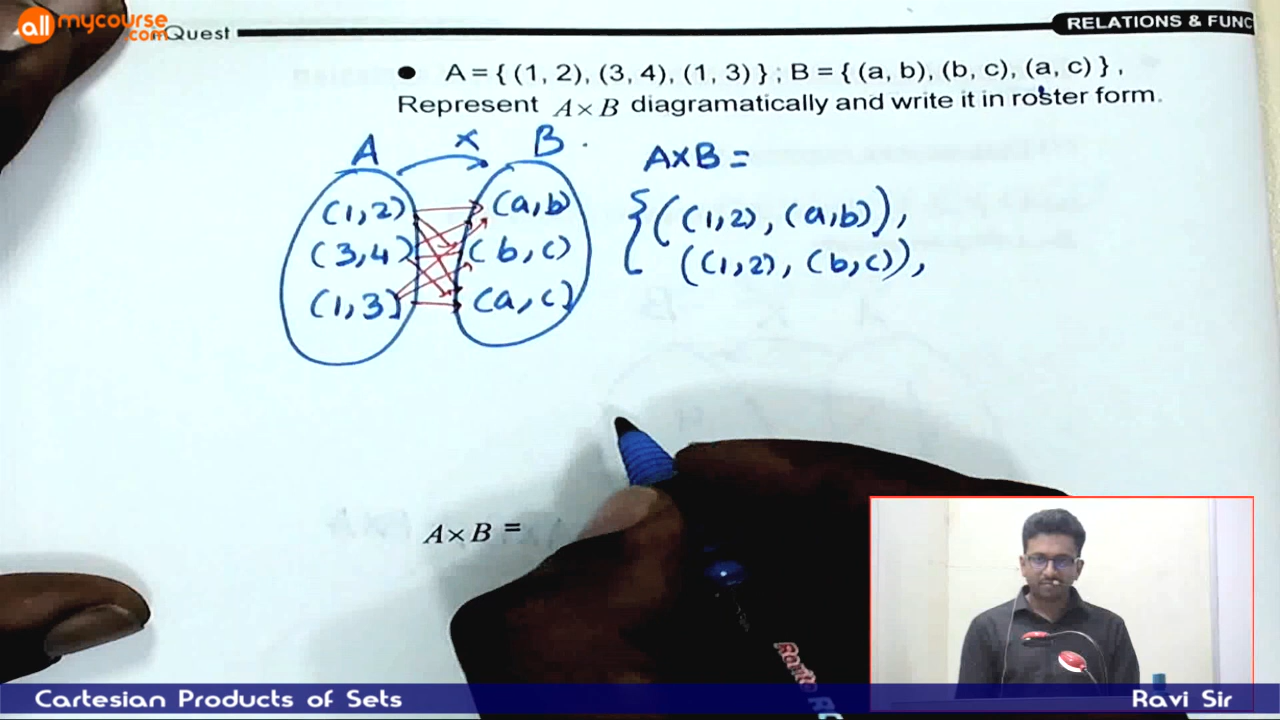 allmycourse.com
Quest
RELATIONS & FUNC
● A = { (1, 2), (3, 4), (1, 3) } ; B = { (a, b), (b, c), (a, c) } ,
Represent A × B diagramatically and write it in roster form.
A × B
(1,2) (a,b)
(3,4) (b,c)
(1,3) (a,c)
A×B =
{((1,2), (a,b)),
((1,2), (b,c)),
A × B =
Cartesian Products of Sets
Ravi Sir